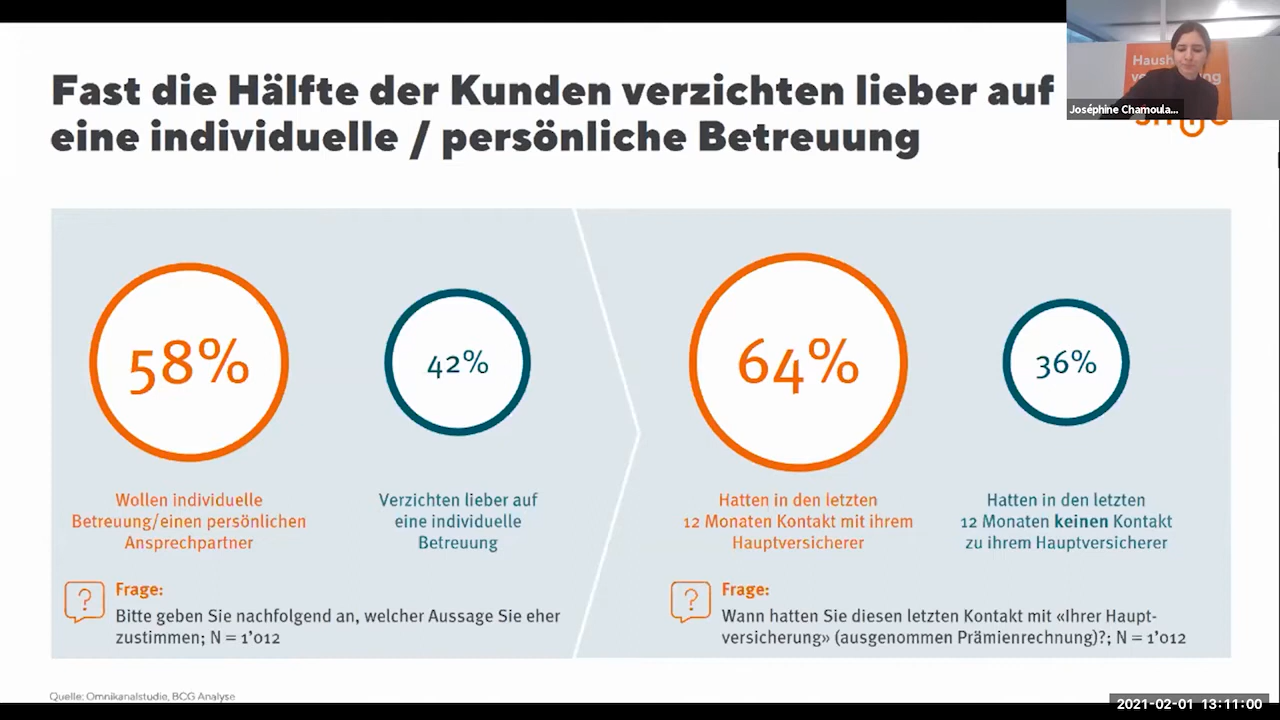 Fast die Hälfte der Kunden verzichten lieber auf
eine individuelle / persönliche Betreuung
Joséphine Chamoula...
58%
42%
64%
36%
Wollen individuelle
Betreuung/einen persönlichen
Ansprechpartner
Verzichten lieber auf
eine individuelle
Betreuung
Hatten in den letzten
12 Monaten Kontakt mit ihrem
Hauptversicherer
Hatten in den letzten
12 Monaten keinen Kontakt
zu ihrem Hauptversicherer
?
Frage:
Bitte geben Sie nachfolgend an, welcher Aussage Sie eher
zustimmen; N = 1'012
?
Frage:
Wann hatten Sie diesen letzten Kontakt mit «Ihrer Haupt-
versicherung» (ausgenommen Prämienrechnung)?; N = 1'012
Quelle: Omnikanalstudie, BCG Analyse
2021-02-01 13:11:00